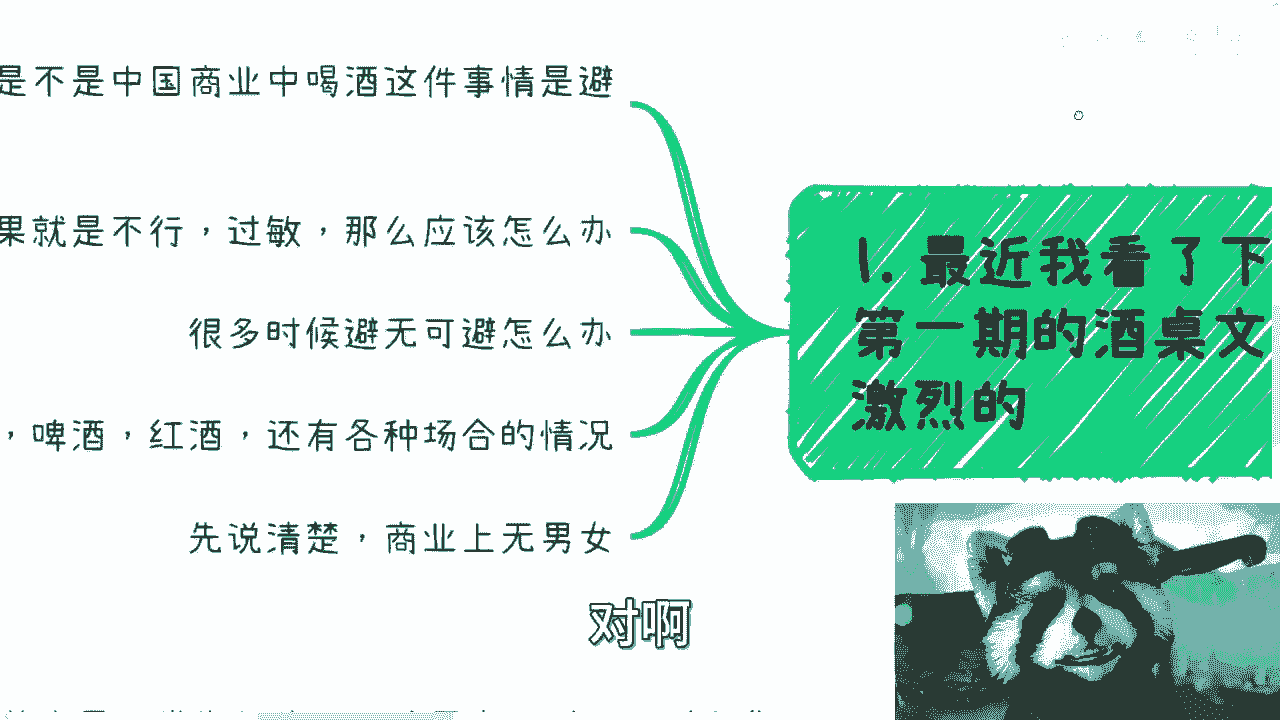 是不是中国商业中喝酒这件事情是避
果就是不行，过敏，那么应该怎么办
很多时候避无可避怎么办
，啤酒，红酒，还有各种场合的情况
先说清楚，商业上无男女
1. 最近我看了下
第一期的酒桌文
激烈的
对啊